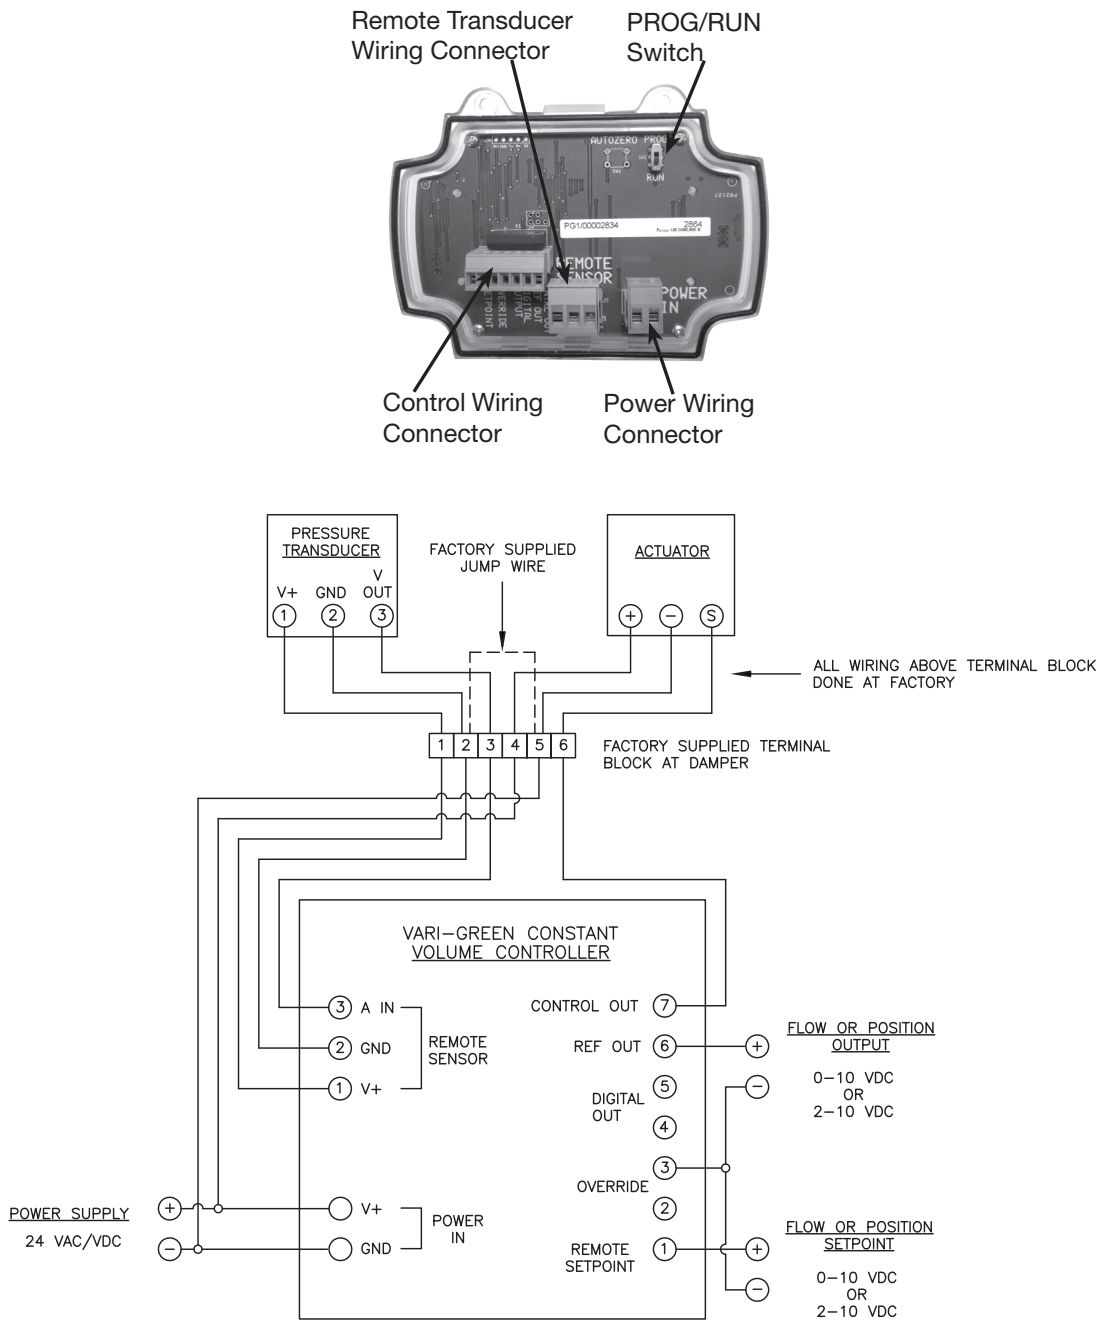 Remote Transducer
Wiring Connector
PROG/RUN
Switch
AUTOZERO PROG
SW1
RUN
PG1/00002834
2884
REMOTE
SENSOR
POWER
IN
SETPOINT
OVERRIDE
DIGITAL
OUTPUT
REF OUT
Control Wiring
Connector
Power Wiring
Connector
PRESSURE
TRANSDUCER
V+
GND
V
OUT
1
2
3
FACTORY SUPPLIED
JUMP WIRE
ACTUATOR
+
−
S
ALL WIRING ABOVE TERMINAL BLOCK
DONE AT FACTORY
1 2 3 4 5 6
FACTORY SUPPLIED TERMINAL
BLOCK AT DAMPER
VARI-GREEN CONSTANT
VOLUME CONTROLLER
3 A IN
2 GND
1 V+
REMOTE
SENSOR
CONTROL OUT 7
REF OUT 6
5
DIGITAL
OUT
4
3
OVERRIDE
2
REMOTE
SETPOINT
1
+
−
FLOW OR POSITION
OUTPUT
0-10 VDC
OR
2-10 VDC
POWER SUPPLY
24 VAC/VDC
+
−
V+
GND
POWER
IN
+
−
FLOW OR POSITION
SETPOINT
0-10 VDC
OR
2-10 VDC